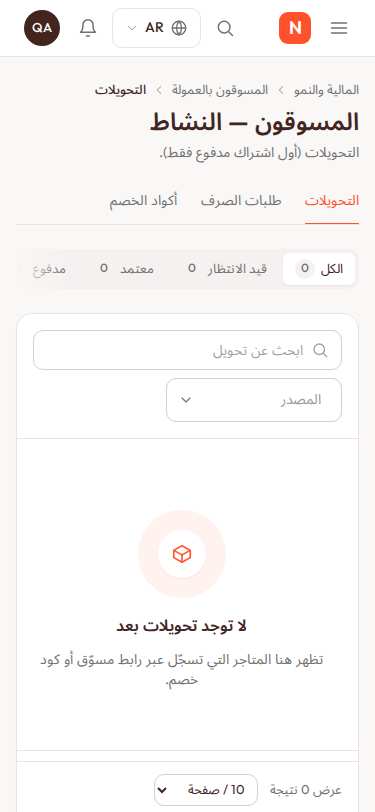 N
AR
QA
المالية والنمو
المسوقون بالعمولة
التحويلات
المسوقون — النشاط
التحويلات (أول اشتراك مدفوع فقط).
التحويلات
طلبات الصرف
أكواد الخصم
الكل 0
قيد الانتظار 0
معتمد 0
مدفوع
ابحث عن تحويل
المصدر
لا توجد تحويلات بعد
تظهر هنا المتاجر التي تسجّل عبر رابط مسوّق أو كود
خصم.
عرض 0 نتيجة
10 / صفحة